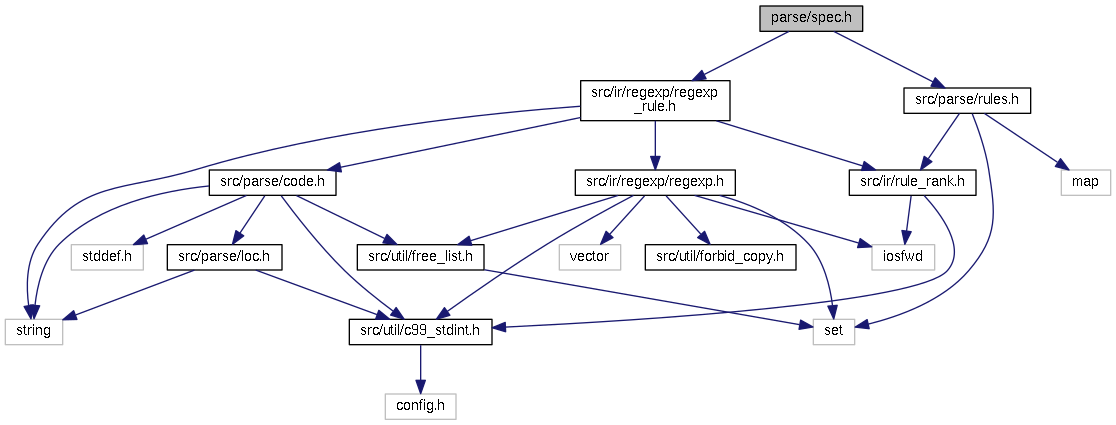 parse/spec.h
src/ir/regexp/regexp
_rule.h
src/parse/rules.h
src/parse/code.h
src/ir/regexp/regexp.h
src/ir/rule_rank.h
map
stddef.h
src/parse/loc.h
src/util/free_list.h
vector
src/util/forbid_copy.h
iosfwd
string
src/util/c99_stdint.h
set
config.h